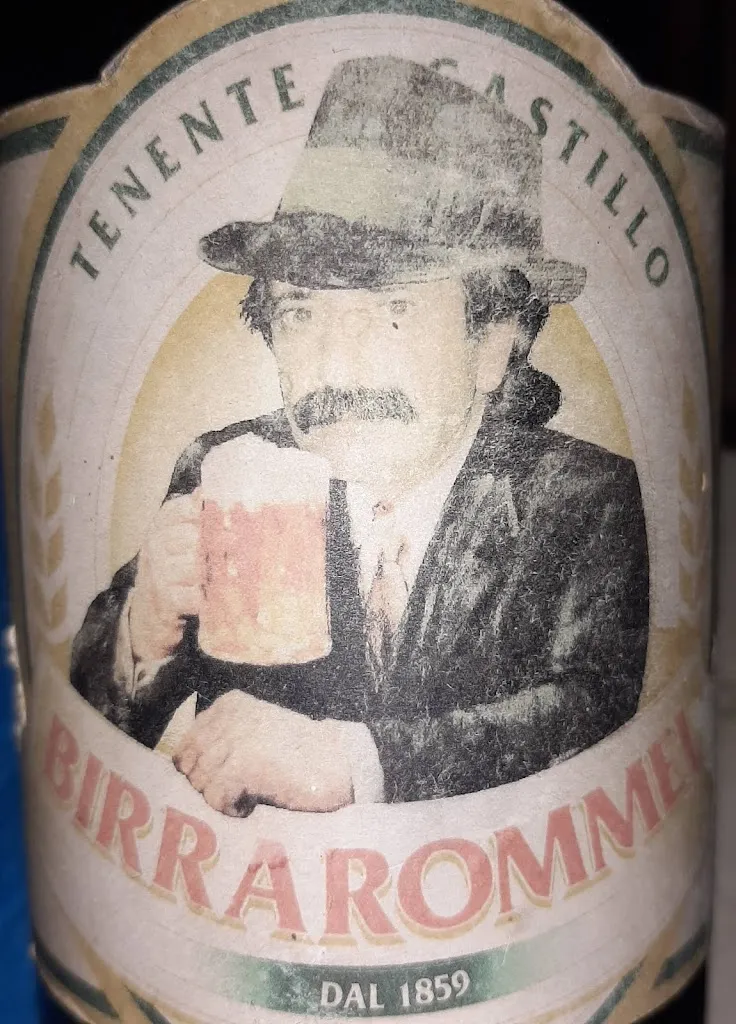 TENENTE CASTILLO
BIRRAROMMEL
DAL 1859